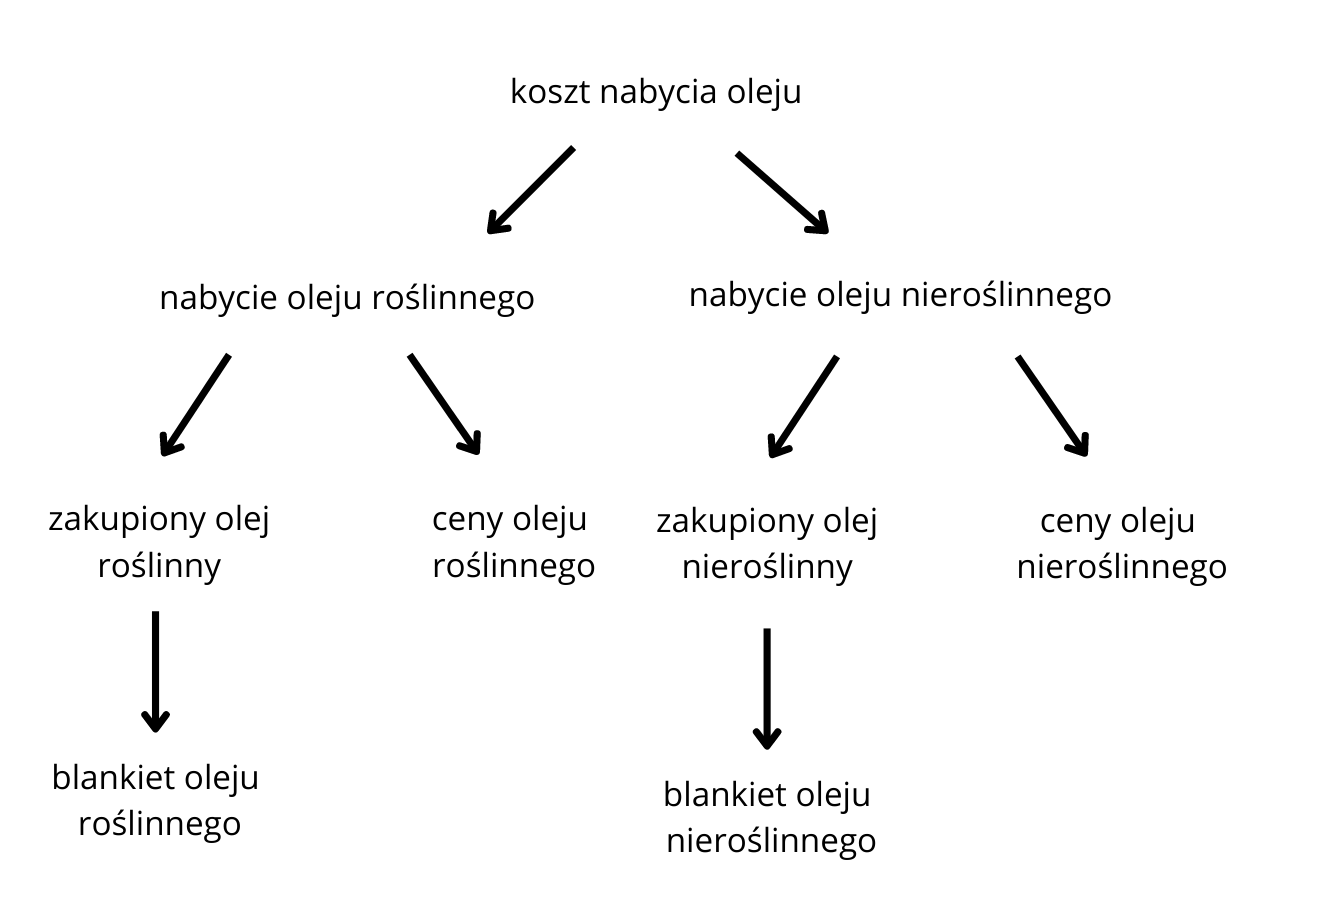 koszt nabycia oleju
nabycie oleju roślinnego
nabycie oleju nieroślinnego
zakupiony olej
roślinny
ceny oleju
roślinnego
zakupiony olej
nieroślinny
ceny oleju
nieroślinnego
blankiet oleju
roślinnego
blankiet oleju
nieroślinnego